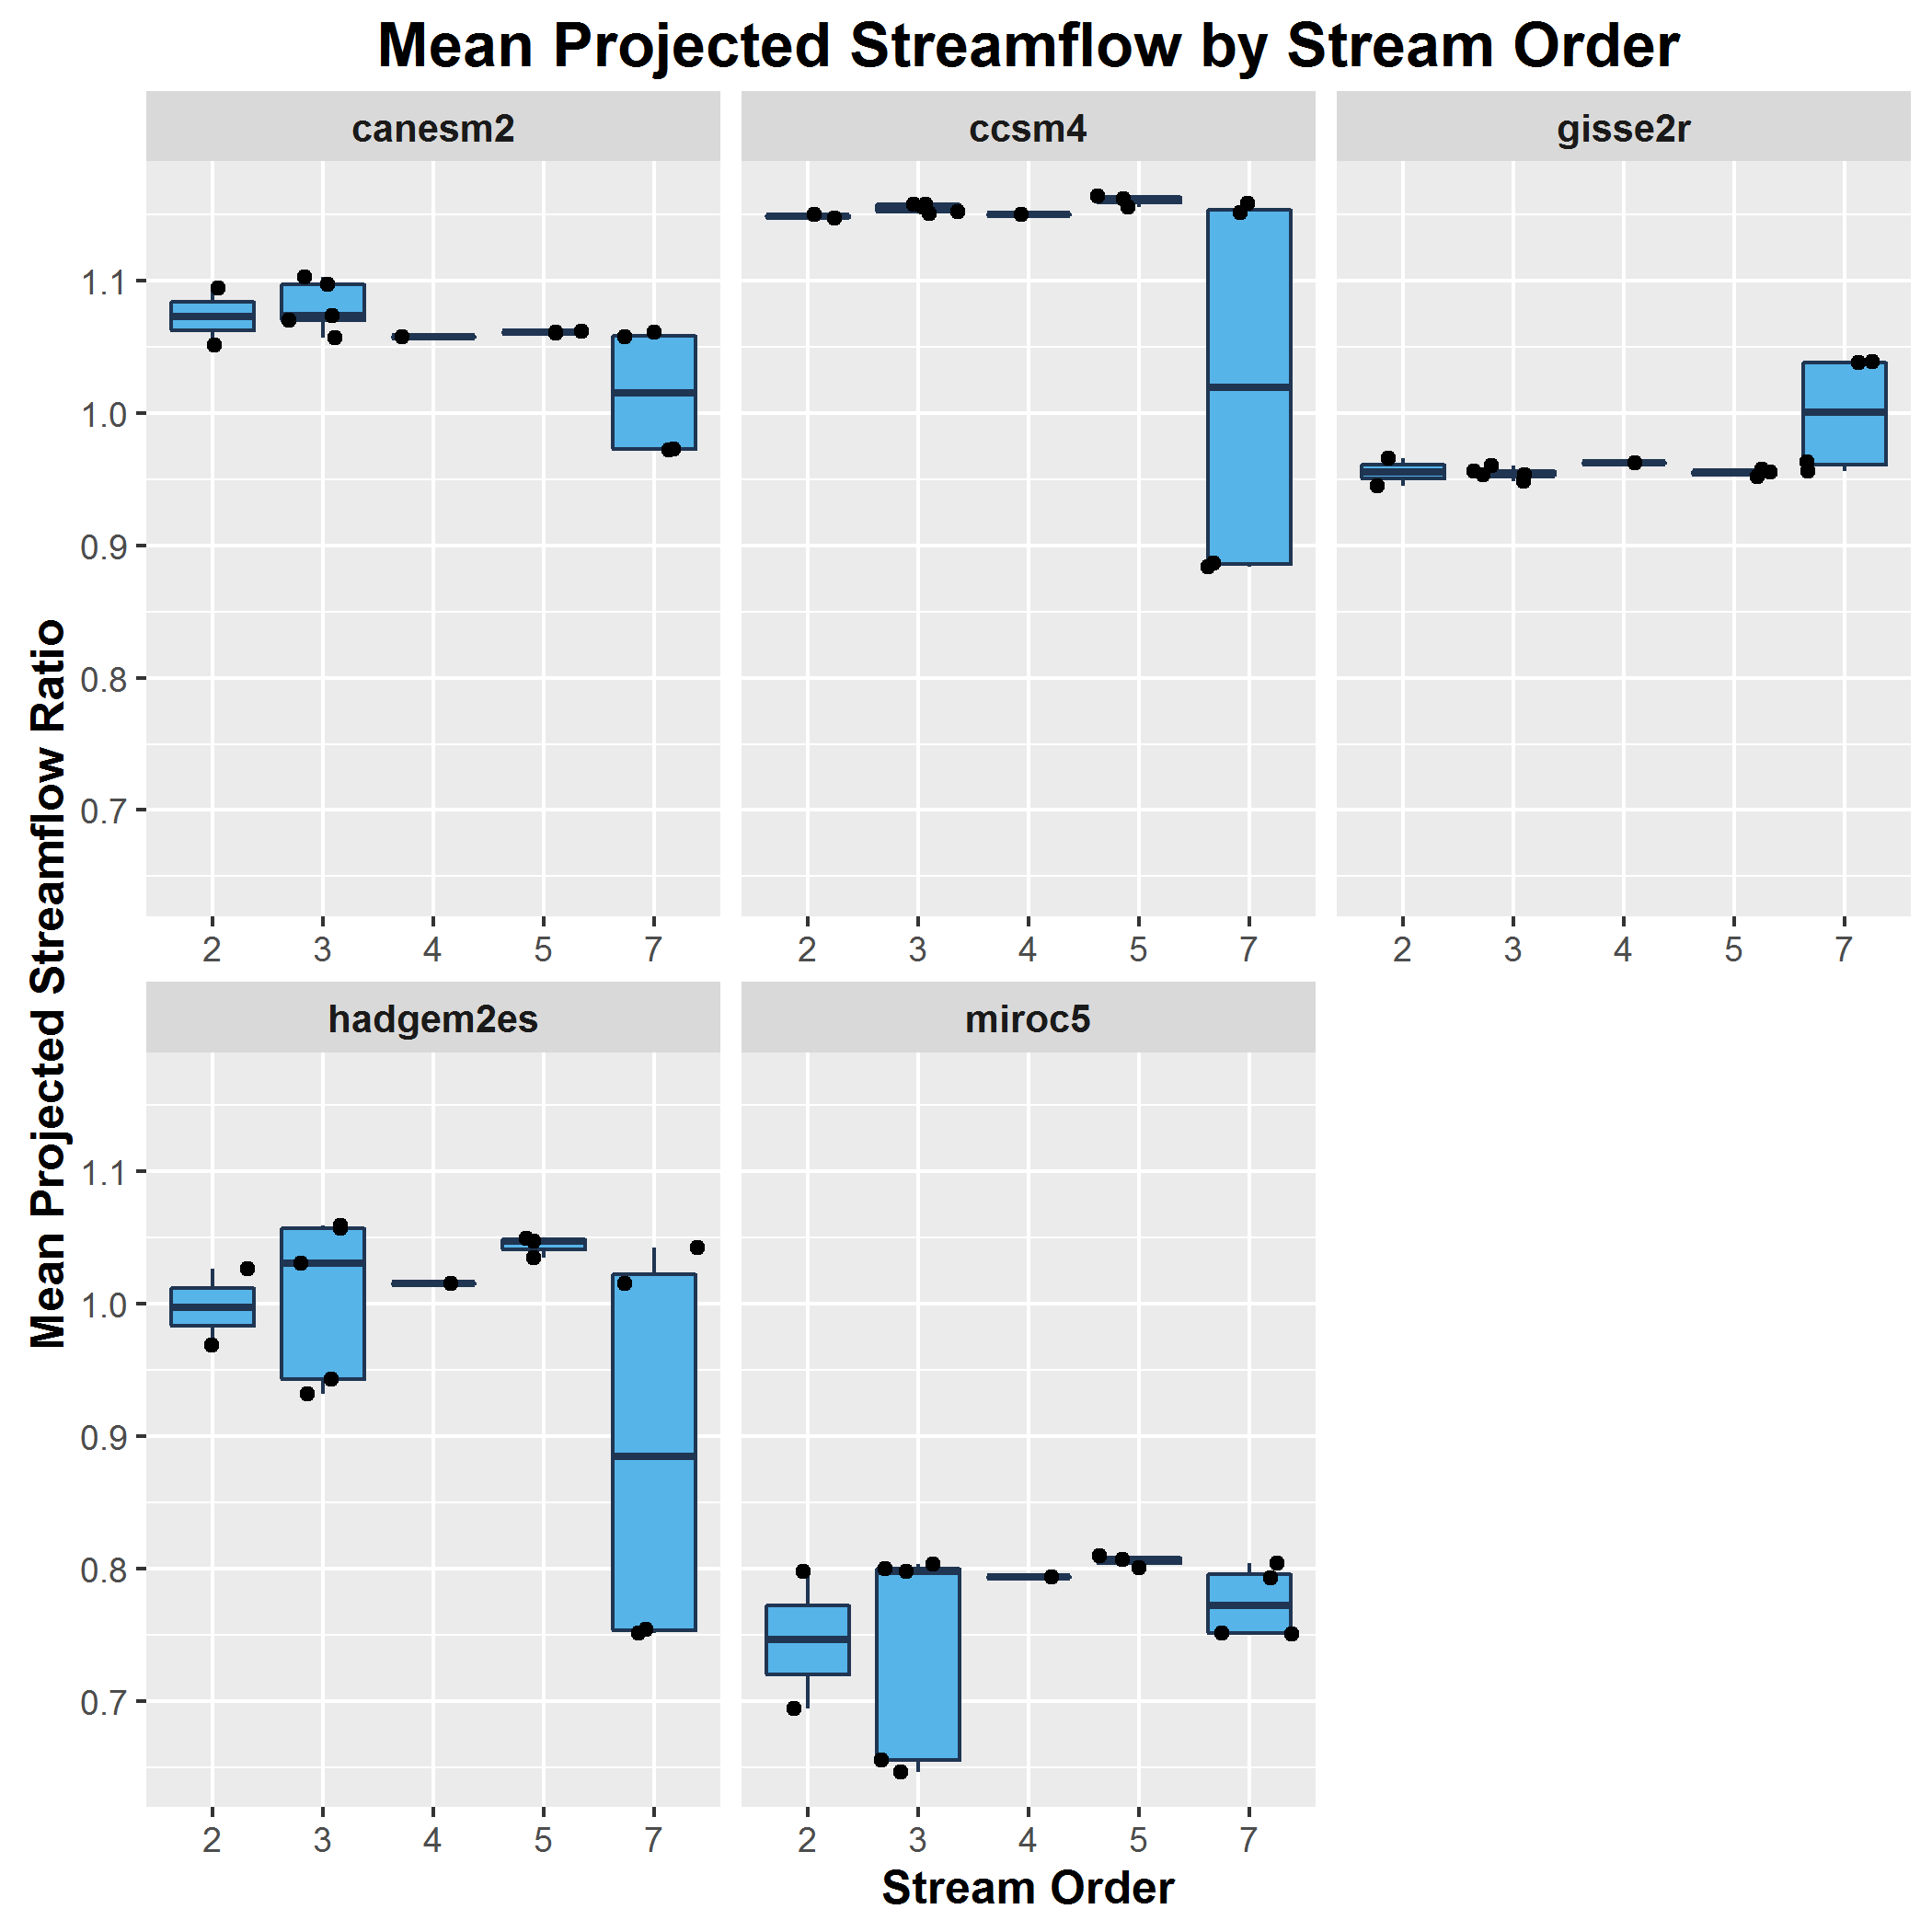 Mean Projected Streamflow by Stream Order
canesm2
ccsm4
gisse2r
1.1
1.0
0.9
0.8
0.7
2 3 4 5 7
2 3 4 5 7
2 3 4 5 7
Mean Projected Streamflow Ratio
hadgem2es
miroc5
1.1
1.0
0.9
0.8
0.7
2 3 4 5 7
2 3 4 5 7
Stream Order